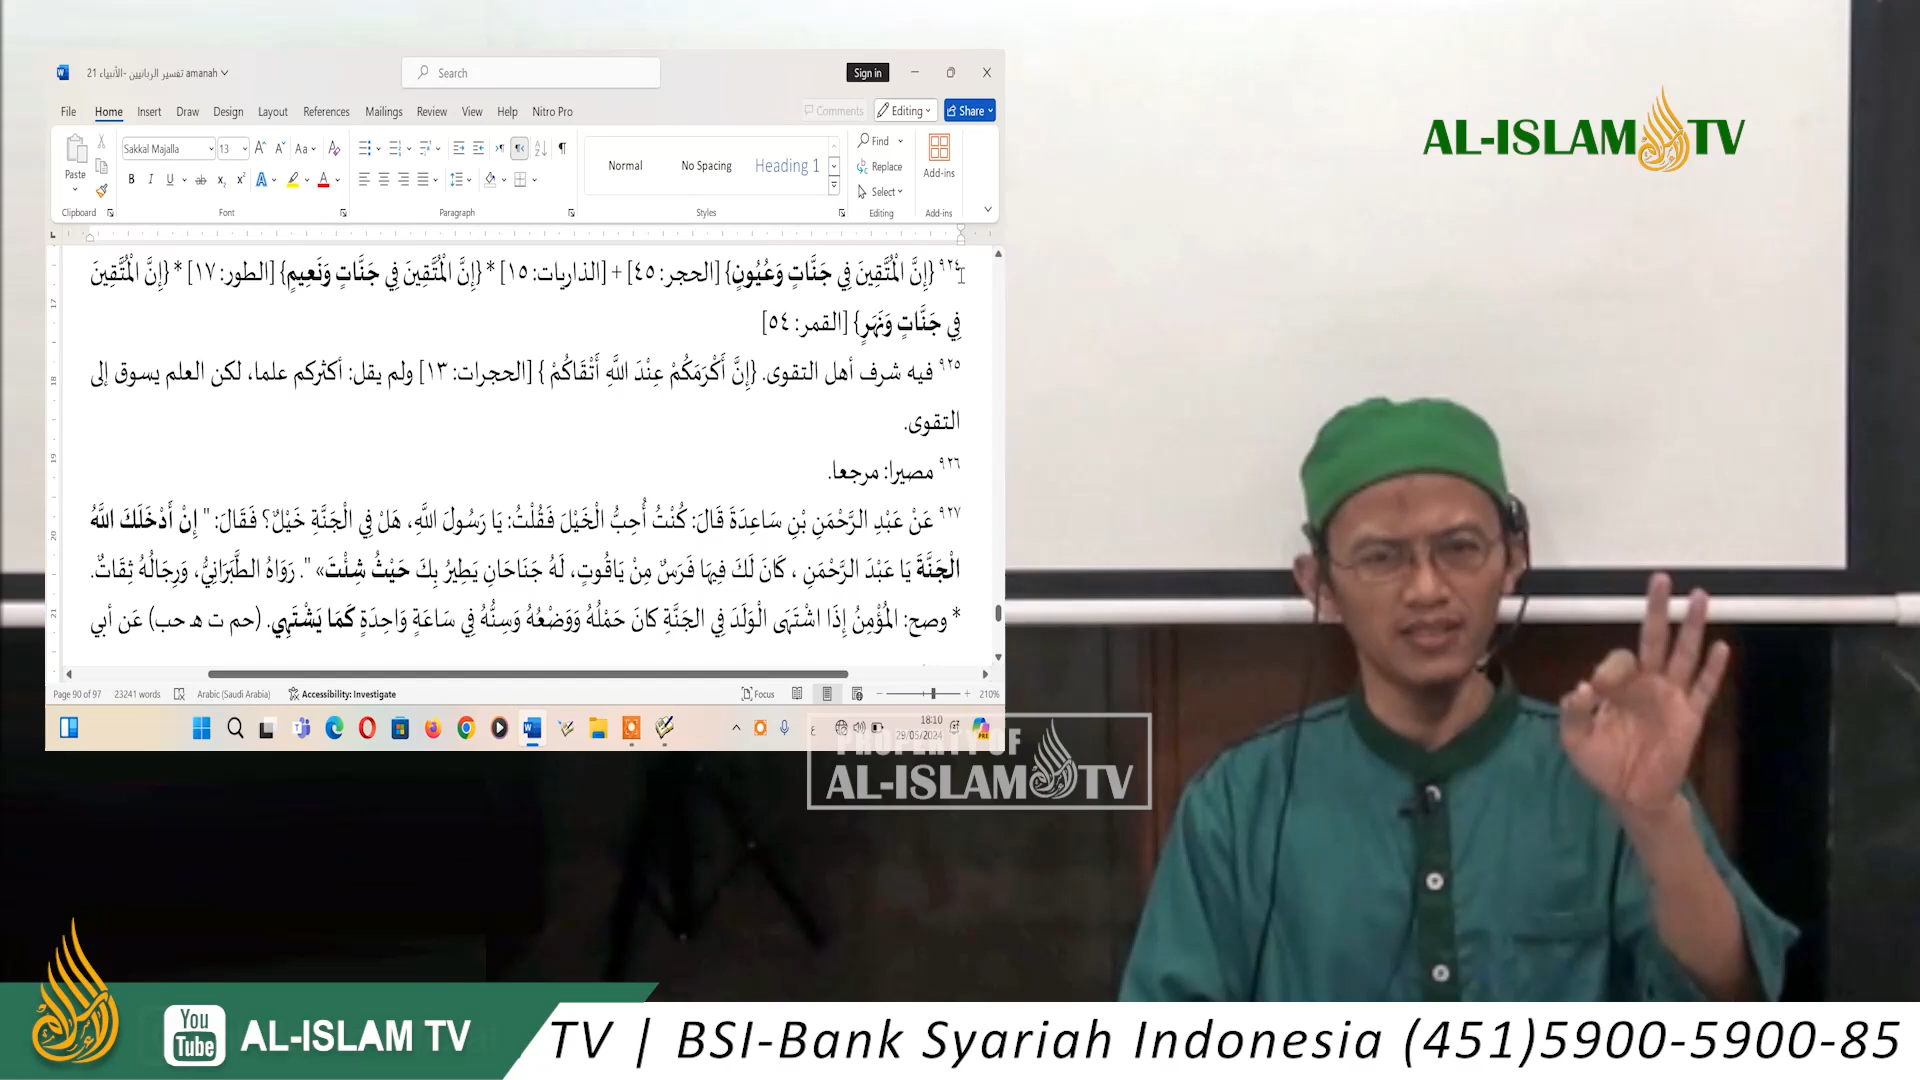 AL-ISLAM TV
تفسير الربانيين -الأنبياء 21 amanah
Search
Sign in
File Home Insert Draw Design Layout References Mailings Review View Help Nitro Pro
Comments Editing Share
Paste
Sakkal Majalla 13
Normal No Spacing Heading 1
Find
Replace
Select
Add-ins
Clipboard Font Paragraph Styles Editing Add-ins
٩٢٤ {إِنَّ الْمُتَّقِينَ فِي جَنَّاتٍ وَعُيُونٍ} [الحجر: ٤٥] + [الذاريات: ١٥] * {إِنَّ الْمُتَّقِينَ فِي جَنَّاتٍ وَنَعِيمٍ} [الطور: ١٧] * {إِنَّ الْمُتَّقِينَ
فِي جَنَّاتٍ وَنَهَرٍ} [القمر: ٥٤]
٩٢٥ فيه شرف أهل التقوى. {إِنَّ أَكْرَمَكُمْ عِنْدَ اللَّهِ أَتْقَاكُمْ } [الحجرات: ١٣] ولم يقل: أكثركم علما، لكن العلم يسوق إلى
التقوى.
٩٢٦ مصيرا: مرجعا.
٩٢٧ عَنْ عَبْدِ الرَّحْمَنِ بْنِ سَاعِدَةَ قَالَ: كُنْتُ أُحِبُّ الْخَيْلَ فَقُلْتُ: يَا رَسُولَ اللَّهِ، هَلْ فِي الْجَنَّةِ خَيْلٌ؟ فَقَالَ: " إِنْ أَدْخَلَكَ اللَّهُ
الْجَنَّةَ يَا عَبْدَ الرَّحْمَنِ ، كَانَ لَكَ فِيهَا فَرَسٌ مِنْ يَاقُوتٍ، لَهُ جَنَاحَانِ يَطِيرُ بِكَ حَيْثُ شِئْتَ» ". رَوَاهُ الطَّبَرَانِيُّ، وَرِجَالُهُ ثِقَاتٌ.
* وصح: الْمُؤْمِنُ إِذَا اشْتَهَى الْوَلَدَ فِي الجَنَّةِ كانَ حَمْلُهُ وَوَضْعُهُ وَسِنُّهُ فِي سَاعَةٍ وَاحِدَةٍ كَمَا يَشْتَهِي. (حم ت هـ حب) عَن أبي
Page 90 of 97 23241 words Arabic (Saudi Arabia) Accessibility: Investigate Focus 210%
18:10
29/05/2024
PROPERTY OF
AL-ISLAM TV
You
Tube
AL-ISLAM TV
TV | BSI-Bank Syariah Indonesia (451)5900-5900-85